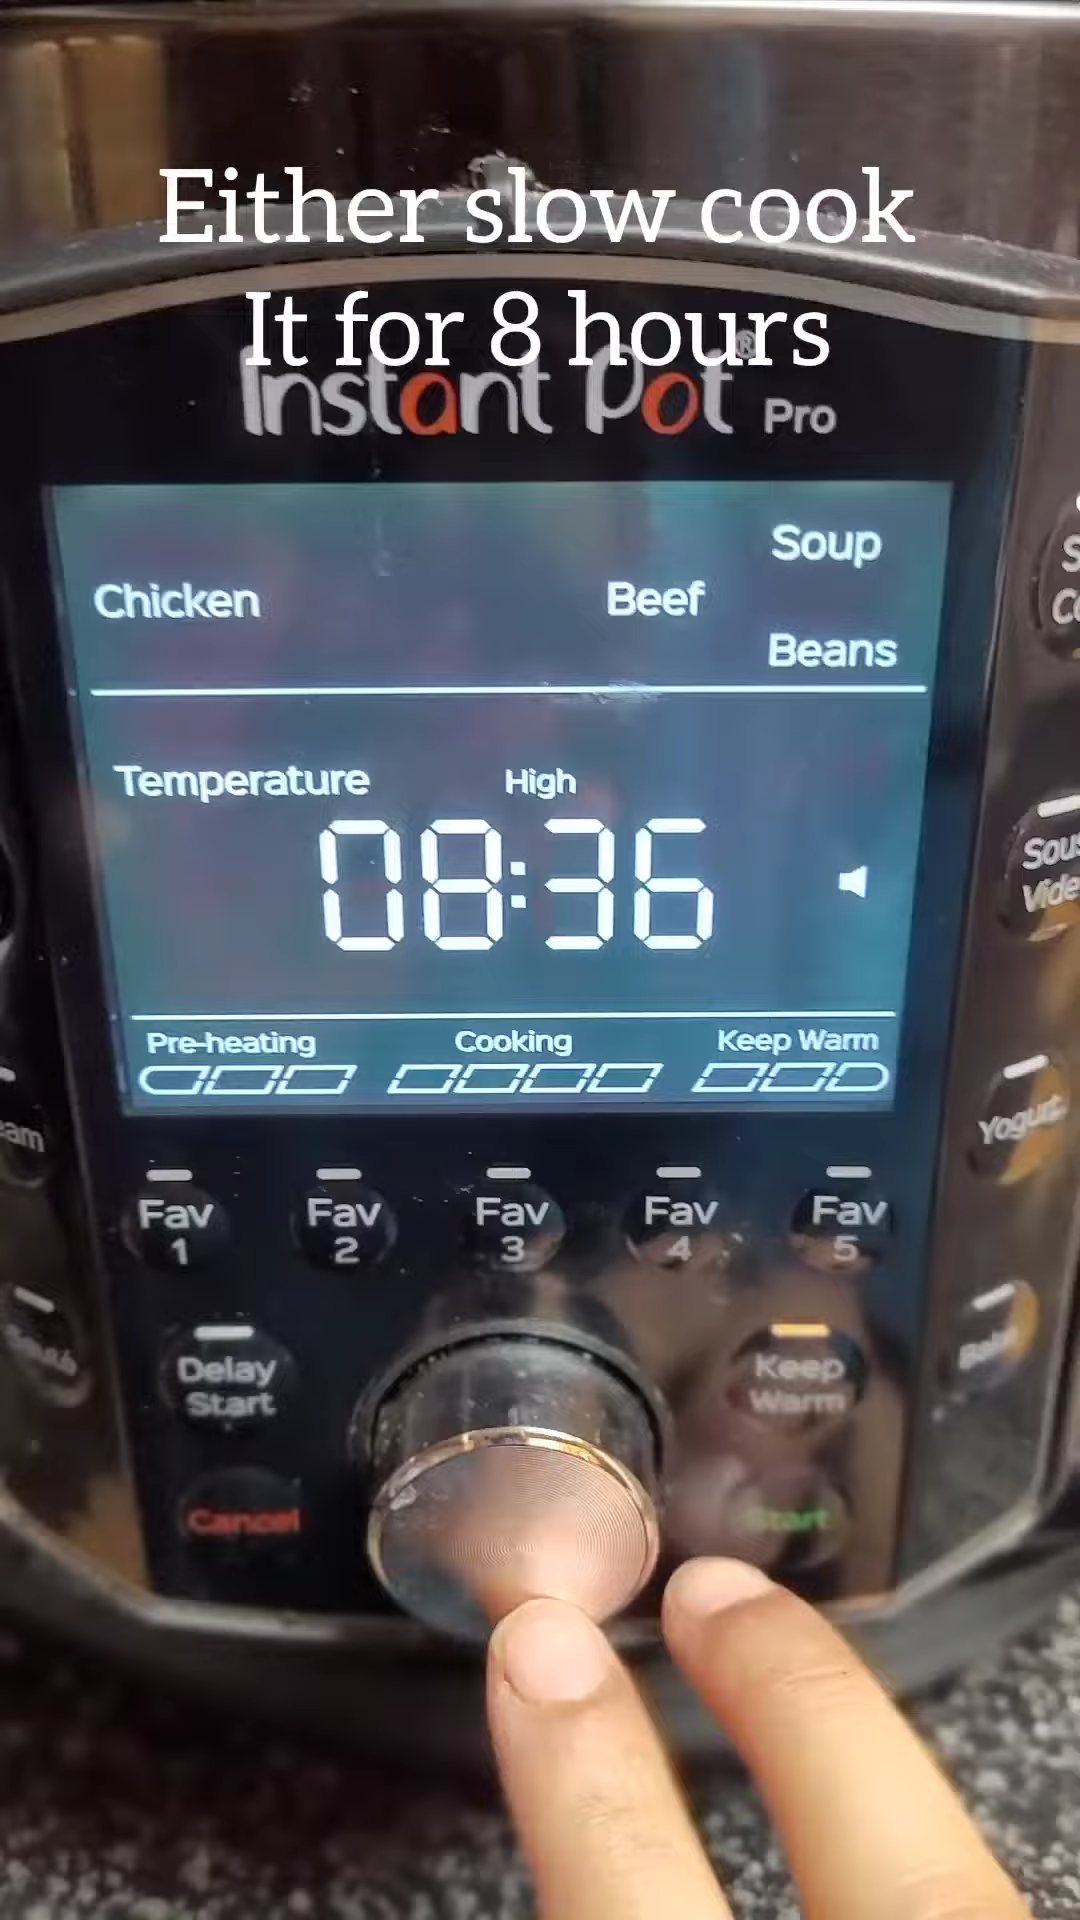 Either slow cook
It for 8 hours
Instant Pot® Pro
Soup
Chicken
Beef
Beans
Temperature
High
08:36
Pre-heating
Cooking
Keep Warm
Sous
Vide
Yogurt
Fav
1
Fav
2
Fav
3
Fav
4
Fav
5
Delay
Start
Keep
Warm
Cancel
Start